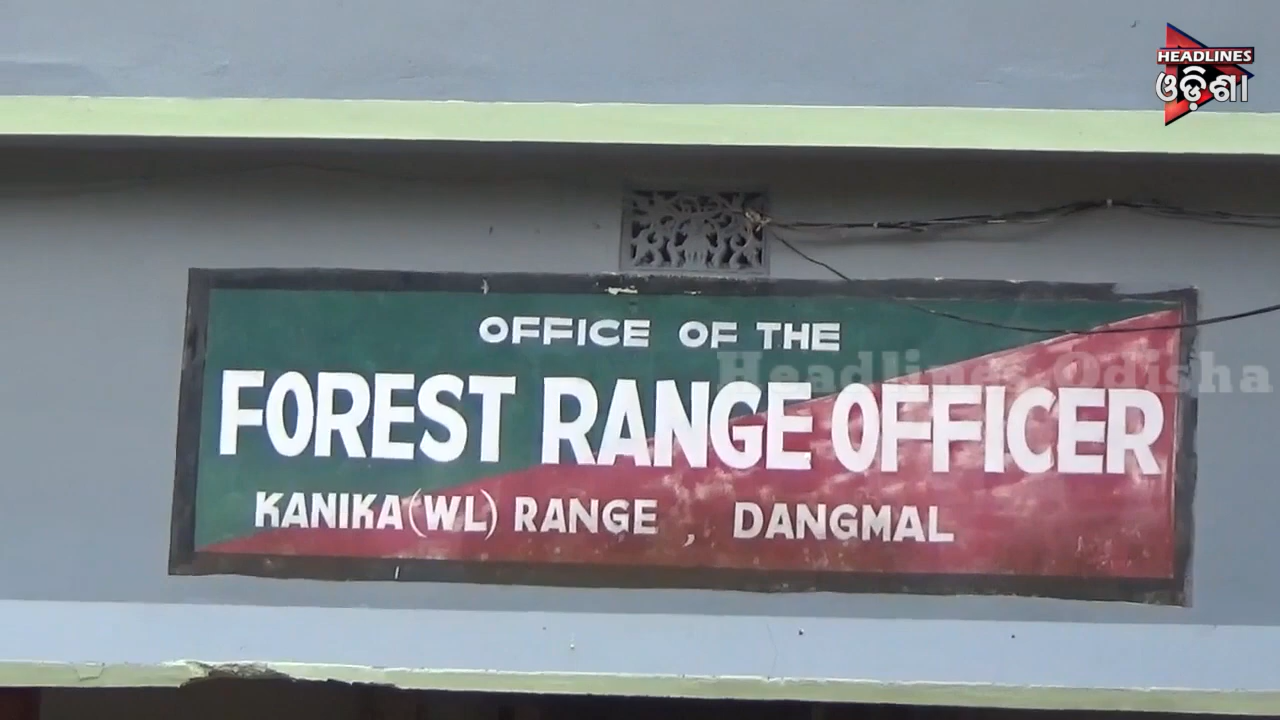 HEADLINES
ଓଡ଼ିଶା
OFFICE OF THE
Headlines Odisha
FOREST RANGE OFFICER
KANIKA (WL) RANGE , DANGMAL